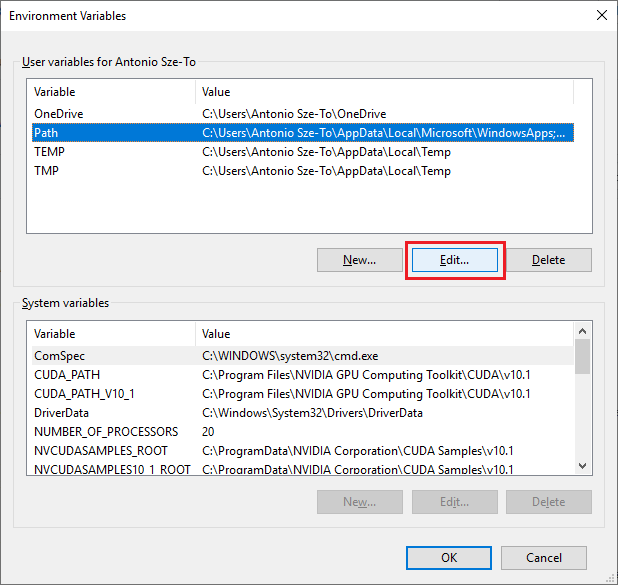 Environment Variables
User variables for Antonio Sze-To
Variable Value
OneDrive C:\Users\Antonio Sze-To\OneDrive
Path C:\Users\Antonio Sze-To\AppData\Local\Microsoft\WindowsApps;...
TEMP C:\Users\Antonio Sze-To\AppData\Local\Temp
TMP C:\Users\Antonio Sze-To\AppData\Local\Temp
New... Edit... Delete
System variables
Variable Value
ComSpec C:\WINDOWS\system32\cmd.exe
CUDA_PATH C:\Program Files\NVIDIA GPU Computing Toolkit\CUDA\v10.1
CUDA_PATH_V10_1 C:\Program Files\NVIDIA GPU Computing Toolkit\CUDA\v10.1
DriverData C:\Windows\System32\Drivers\DriverData
NUMBER_OF_PROCESSORS 20
NVCUDASAMPLES_ROOT C:\ProgramData\NVIDIA Corporation\CUDA Samples\v10.1
NVCUDASAMPLES10_1_ROOT C:\ProgramData\NVIDIA Corporation\CUDA Samples\v10.1
New... Edit... Delete
OK Cancel